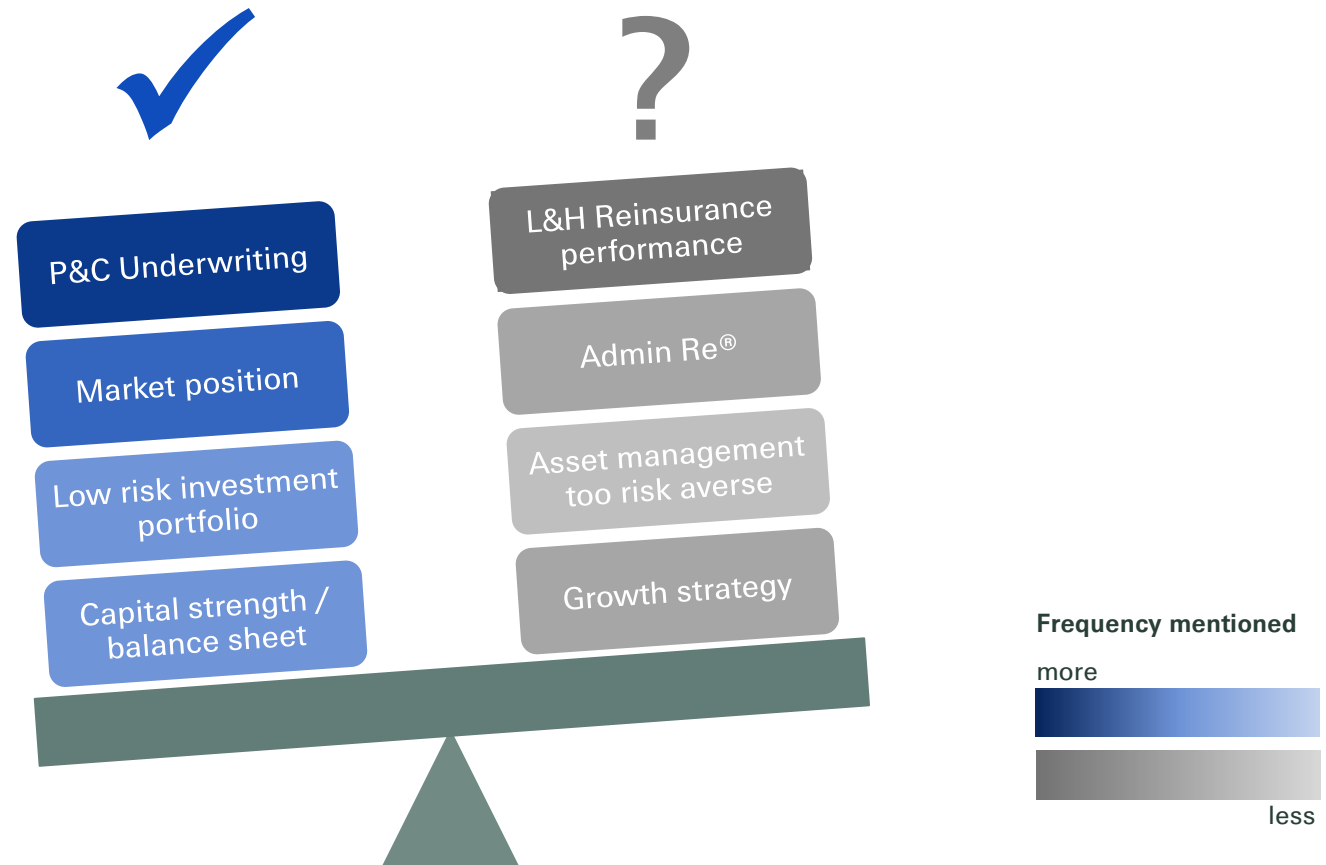 ?
P&C Underwriting
Market position
Low risk investment
portfolio
Capital strength /
balance sheet
L&H Reinsurance
performance
Admin Re®
Asset management
too risk averse
Growth strategy
Frequency mentioned
more
less